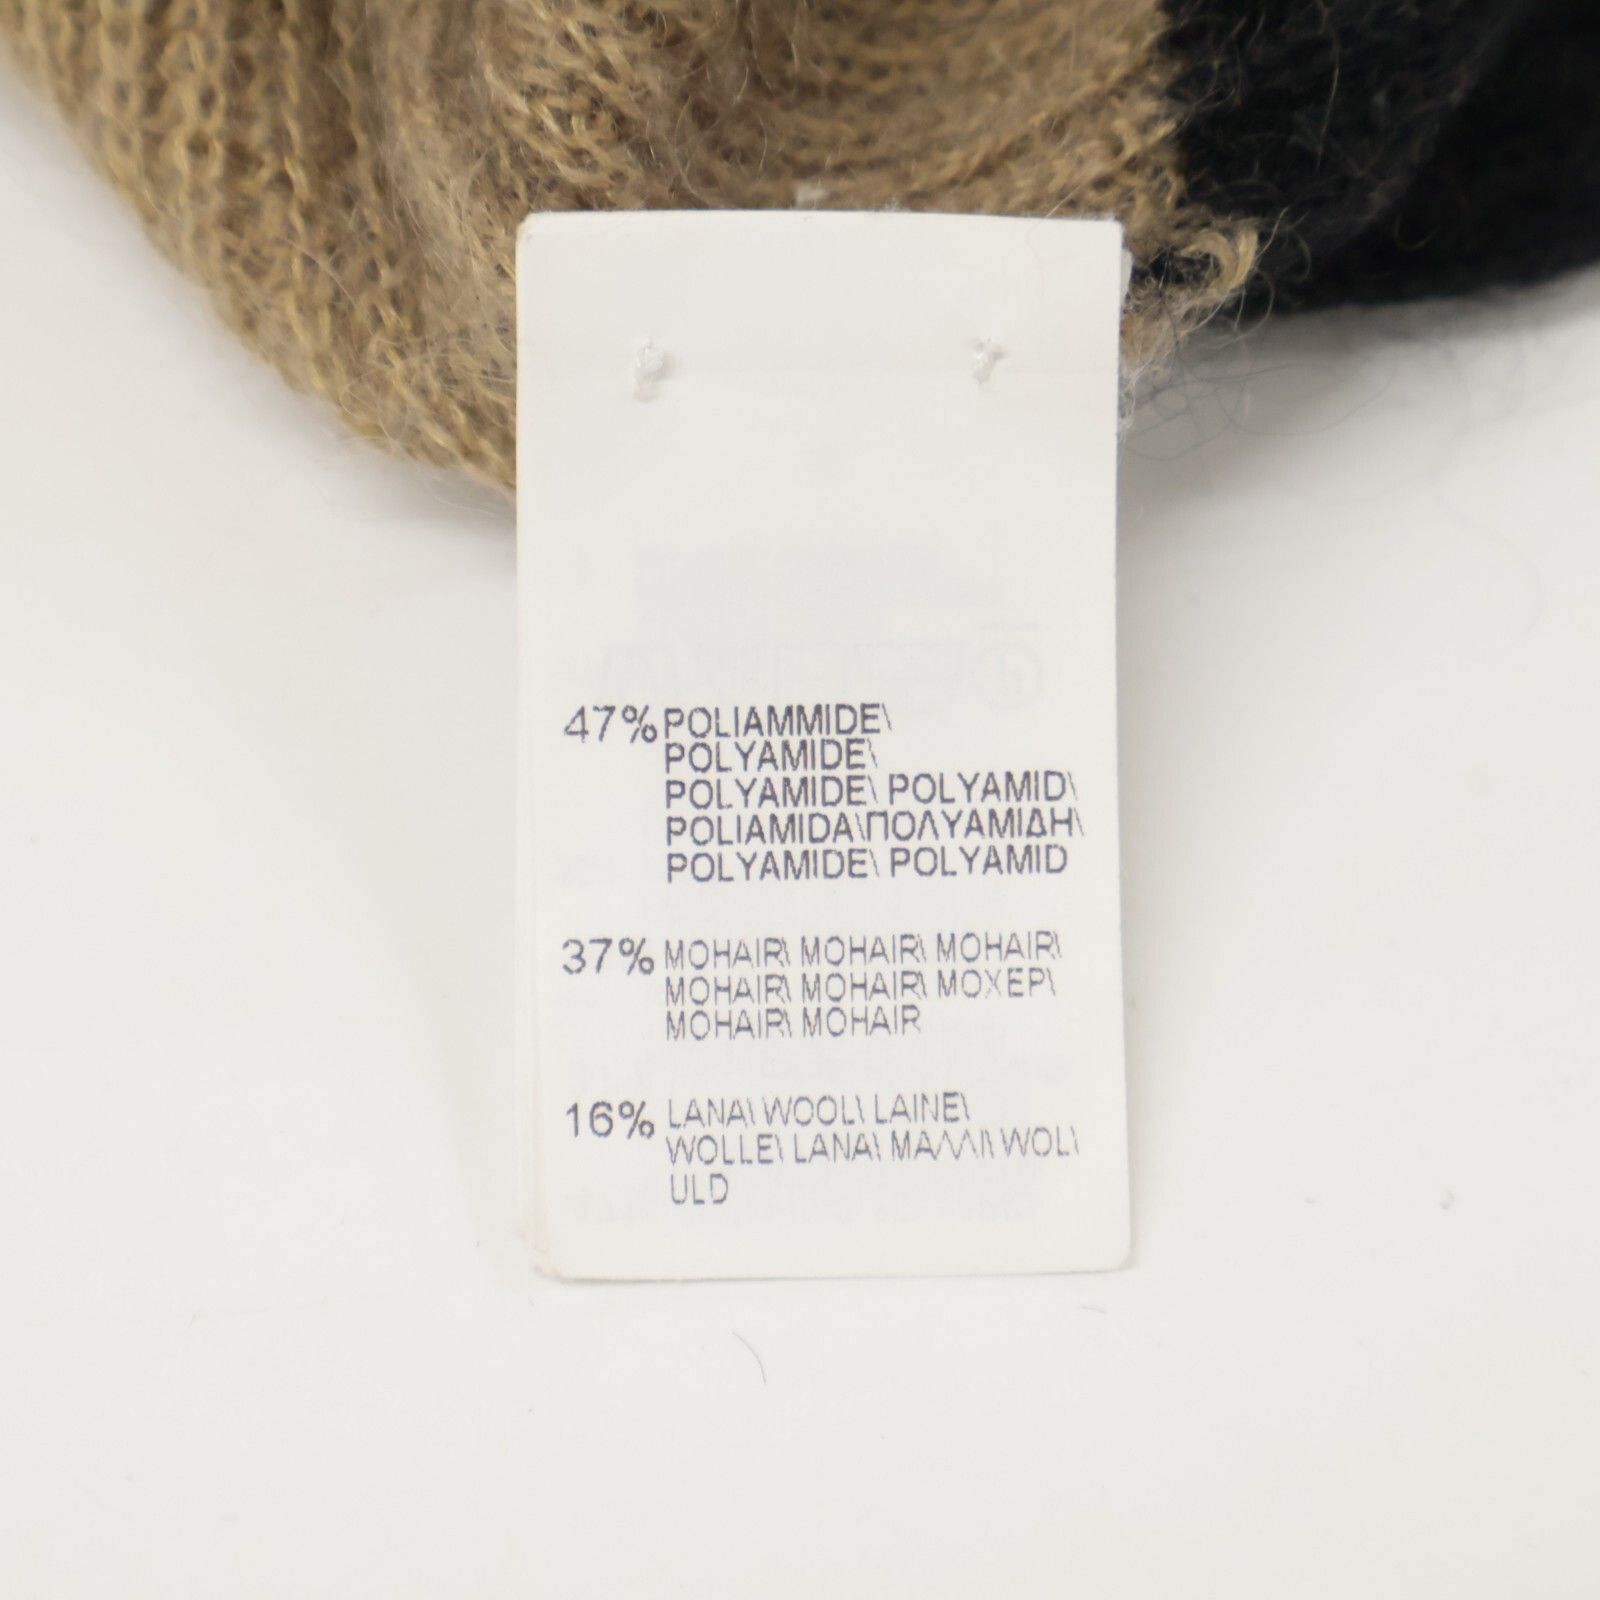 47% POLIAMMIDE\
POLYAMIDE\
POLYAMIDE\ POLYAMID\
POLIAMIDA\ΠΟΛΥΑΜΙΔΗ\
POLYAMIDE\ POLYAMID
37% MOHAIR\ MOHAIR\ MOHAIR\
MOHAIR\ MOHAIR\ ΜΟΧΕΡ\
MOHAIR\ MOHAIR
16% LANA\ WOOL\ LAINE\
WOLLE\ LANA\ ΜΑΛΛΙ\ WOL\
ULD